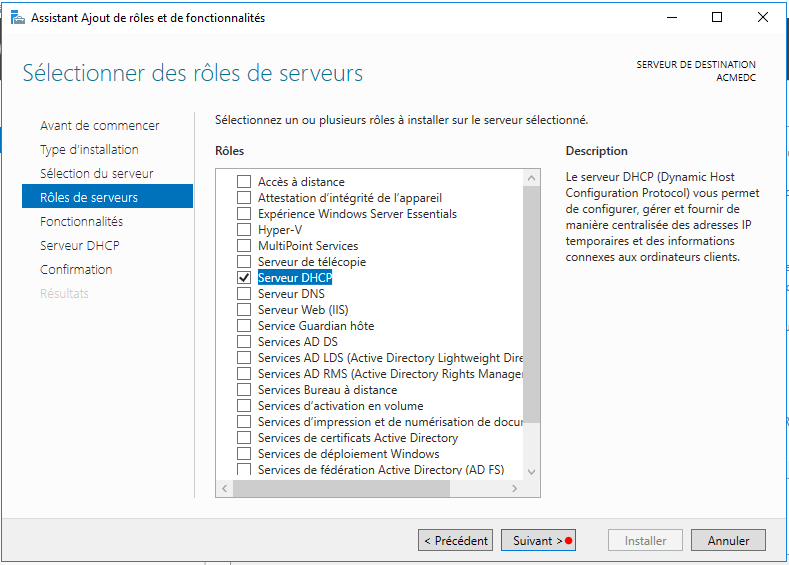 Assistant Ajout de rôles et de fonctionnalités
Sélectionner des rôles de serveurs
SERVEUR DE DESTINATION
ACMEDC
Avant de commencer
Type d'installation
Sélection du serveur
Rôles de serveurs
Fonctionnalités
Serveur DHCP
Confirmation
Résultats
Sélectionnez un ou plusieurs rôles à installer sur le serveur sélectionné.
Rôles
Accès à distance
Attestation d'intégrité de l'appareil
Expérience Windows Server Essentials
Hyper-V
MultiPoint Services
Serveur de télécopie
Serveur DHCP
Serveur DNS
Serveur Web (IIS)
Service Guardian hôte
Services AD DS
Services AD LDS (Active Directory Lightweight Dire
Services AD RMS (Active Directory Rights Manager
Services Bureau à distance
Services d'activation en volume
Services d'impression et de numérisation de docur
Services de certificats Active Directory
Services de déploiement Windows
Services de fédération Active Directory (AD FS)
Description
Le serveur DHCP (Dynamic Host
Configuration Protocol) vous permet
de configurer, gérer et fournir de
manière centralisée des adresses IP
temporaires et des informations
connexes aux ordinateurs clients.
< Précédent
Suivant >
Installer
Annuler